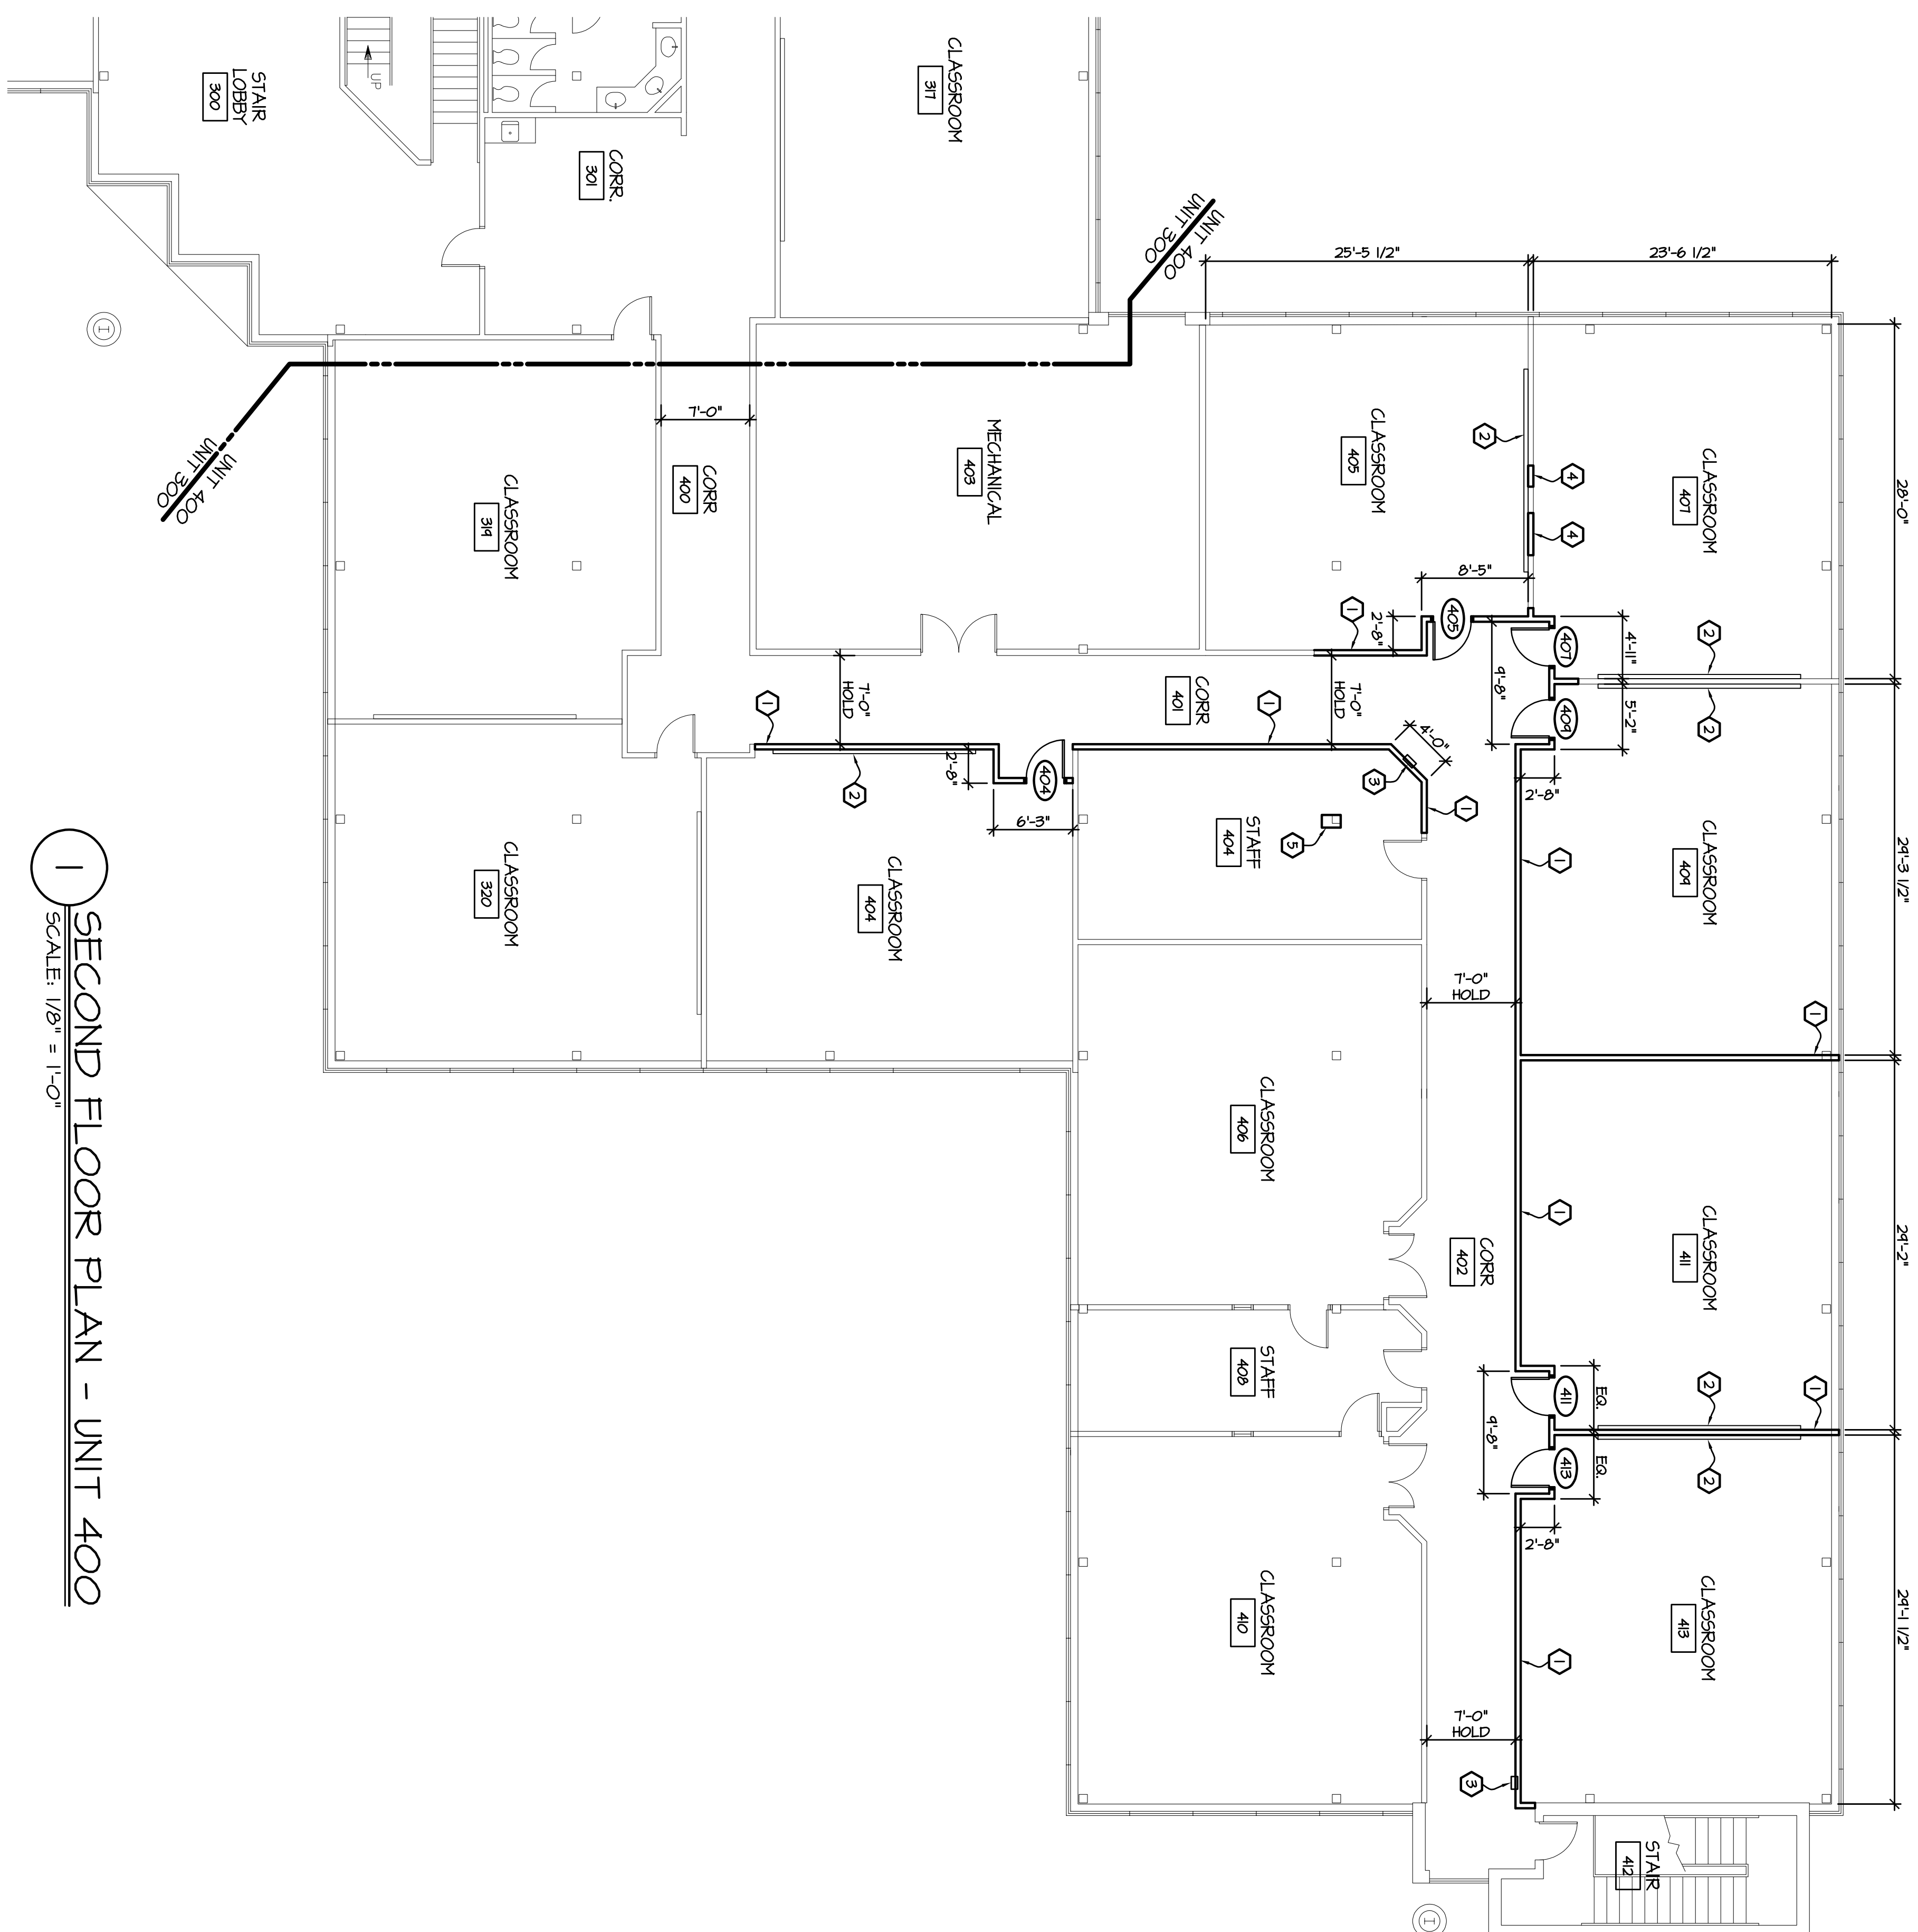 UP
STAIR
LOBBY
300
CORR.
301
CLASSROOM
317
UNIT 400
UNIT 300
UNIT 400
UNIT 300
25'-5 1/2"
23'-6 1/2"
28'-0"
29'-3 1/2"
29'-2"
29'-1 1/2"
CLASSROOM
319
7'-0"
CORR
400
MECHANICAL
403
CLASSROOM
405
2
4
4
CLASSROOM
407
8'-5"
1
2'-8"
405
407
4'-11"
2
9'-8"
409
5'-2"
2
7'-0"
HOLD
CORR
401
1
7'-0"
HOLD
1
4'-0"
3
1
2'-8"
2
2'-8"
404
6'-3"
CLASSROOM
320
CLASSROOM
404
STAFF
404
5
1
CLASSROOM
409
7'-0"
HOLD
1
CLASSROOM
406
CORR
402
1
CLASSROOM
411
STAFF
408
9'-8"
411
EQ.
2
1
413
EQ.
2
2'-8"
CLASSROOM
410
1
CLASSROOM
413
7'-0"
HOLD
3
STAIR
412
1
1
1
SECOND FLOOR PLAN - UNIT 400
SCALE: 1/8" = 1'-0"